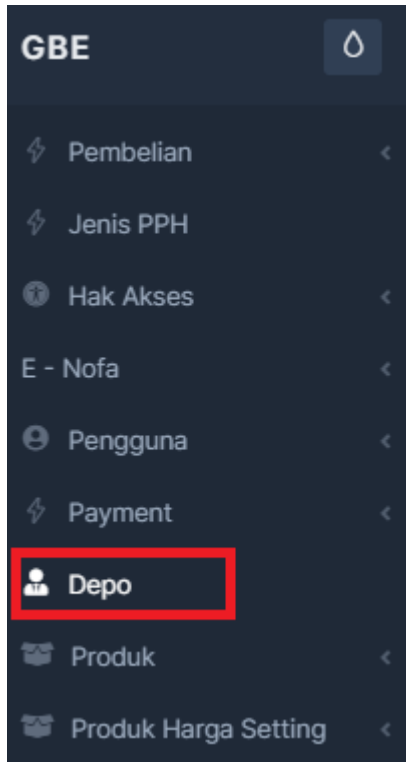 GBE
Pembelian
Jenis PPH
Hak Akses
E - Nofa
Pengguna
Payment
Depo
Produk
Produk Harga Setting